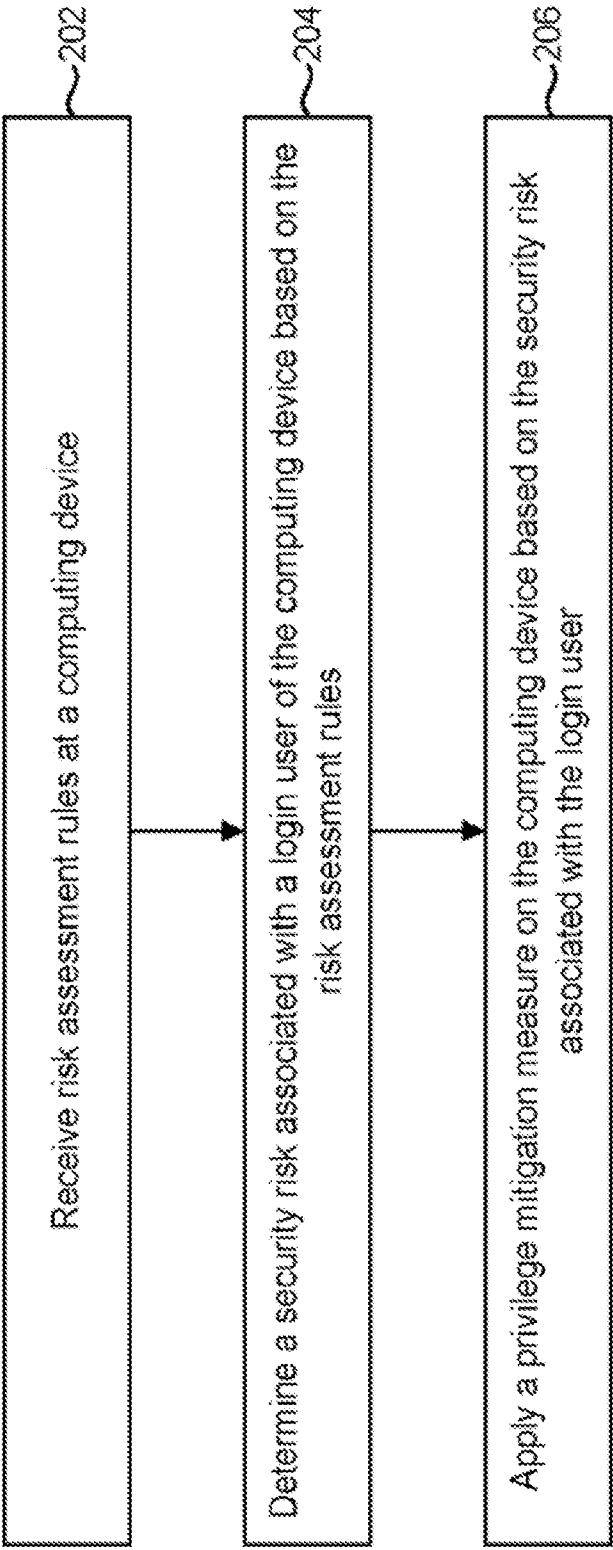 Receive risk assessment rules at a computing device
202
Determine a security risk associated with a login user of the computing device based on the
risk assessment rules
204
Apply a privilege mitigation measure on the computing device based on the security risk
associated with the login user
206